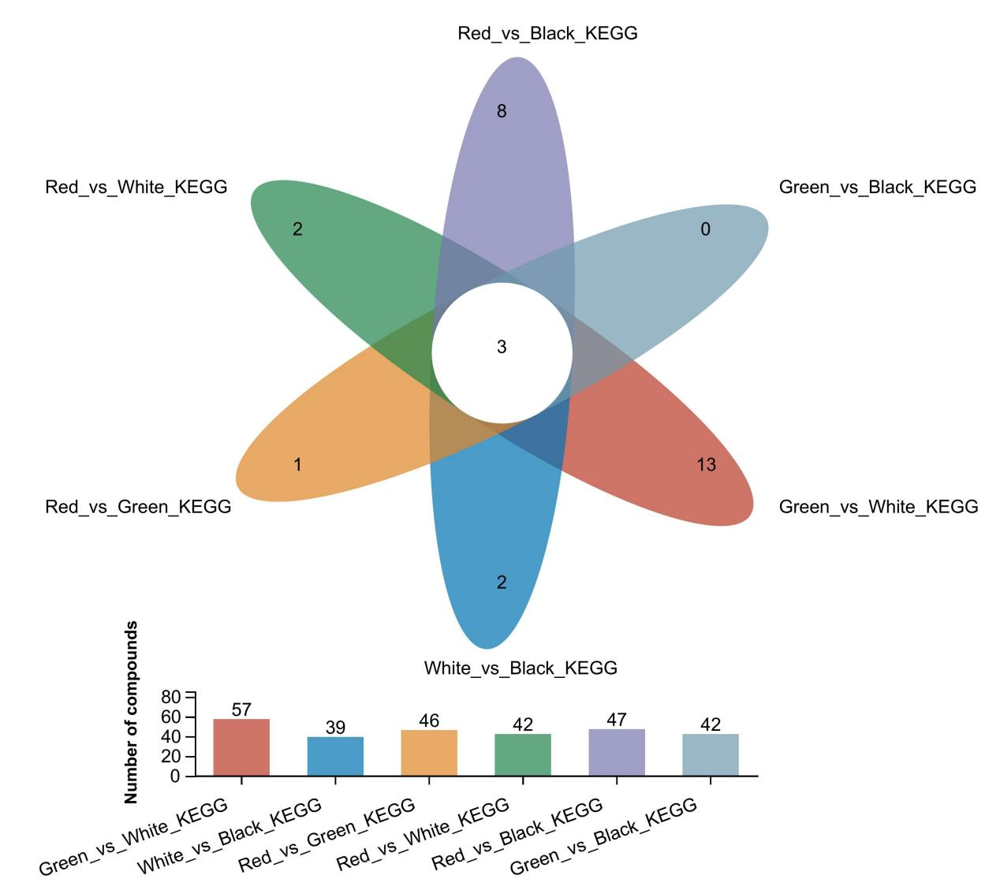 Red_vs_Black_KEGG
8
Red_vs_White_KEGG
Green_vs_Black_KEGG
2
0
3
1
13
Red_vs_Green_KEGG
Green_vs_White_KEGG
2
White_vs_Black_KEGG
Number of compounds
80
60
40
20
0
57
39
46
42
47
42
Green_vs_White_KEGG
White_vs_Black_KEGG
Red_vs_Green_KEGG
Red_vs_White_KEGG
Red_vs_Black_KEGG
Green_vs_Black_KEGG